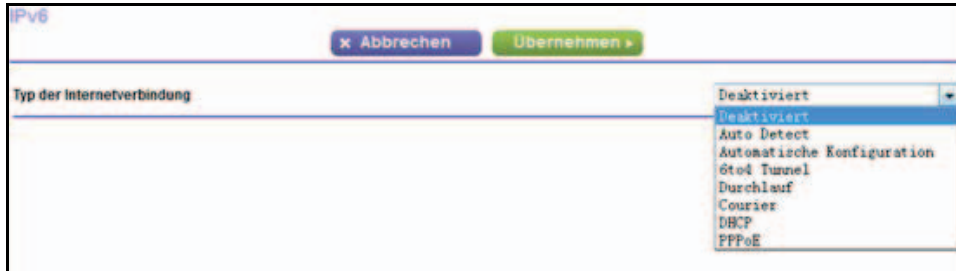 IPv6
x Abbrechen Übernehmen ▸
Typ der Internetverbindung Deaktiviert
Deaktiviert
Auto Detect
Automatische Konfiguration
6to4 Tunnel
Durchlauf
Courier
DHCP
PPPoE